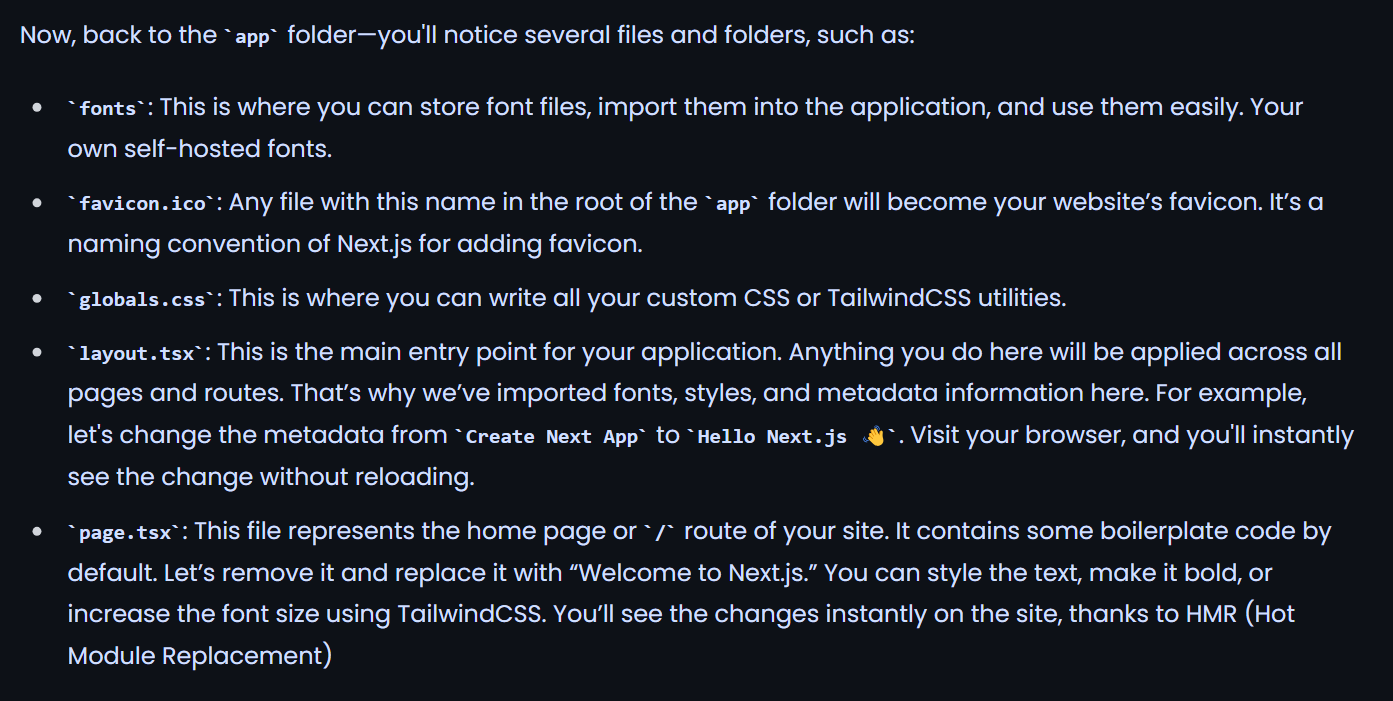 Now, back to the `app` folder—you'll notice several files and folders, such as:
• `fonts`: This is where you can store font files, import them into the application, and use them easily. Your
own self-hosted fonts.
• `favicon.ico`: Any file with this name in the root of the `app` folder will become your website’s favicon. It’s a
naming convention of Next.js for adding favicon.
• `globals.css`: This is where you can write all your custom CSS or TailwindCSS utilities.
• `layout.tsx`: This is the main entry point for your application. Anything you do here will be applied across all
pages and routes. That’s why we’ve imported fonts, styles, and metadata information here. For example,
let's change the metadata from `Create Next App` to `Hello Next.js 👋`. Visit your browser, and you'll instantly
see the change without reloading.
• `page.tsx`: This file represents the home page or `/` route of your site. It contains some boilerplate code by
default. Let’s remove it and replace it with “Welcome to Next.js.” You can style the text, make it bold, or
increase the font size using TailwindCSS. You’ll see the changes instantly on the site, thanks to HMR (Hot
Module Replacement)